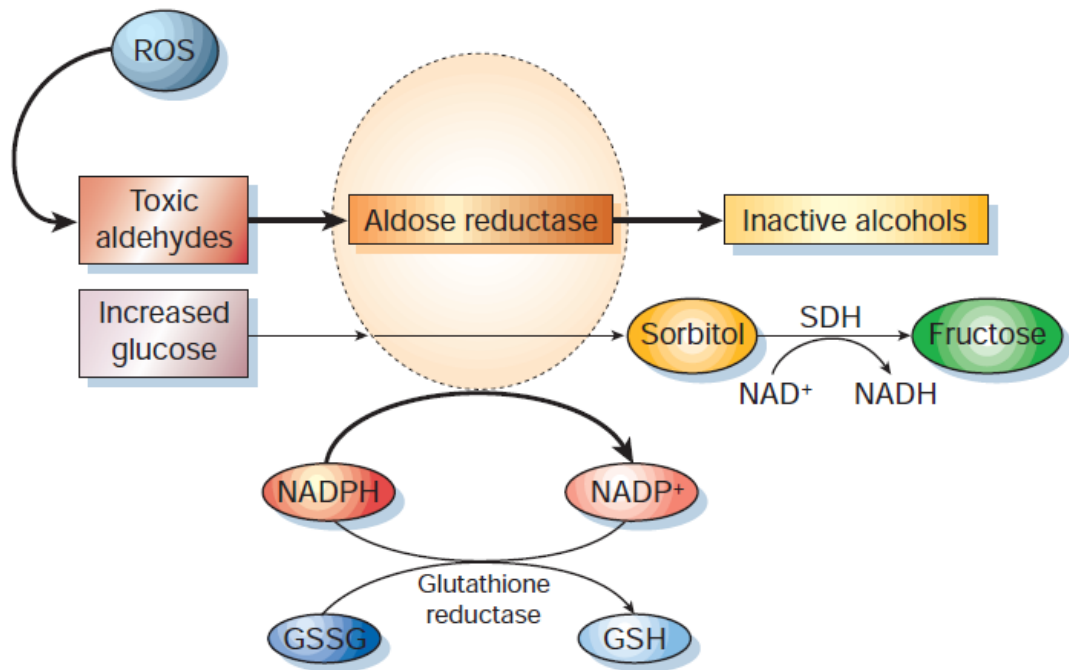 ROS
Toxic
aldehydes
Aldose reductase
Inactive alcohols
Increased
glucose
Sorbitol
SDH
Fructose
NAD⁺
NADH
NADPH
NADP⁺
Glutathione
reductase
GSSG
GSH